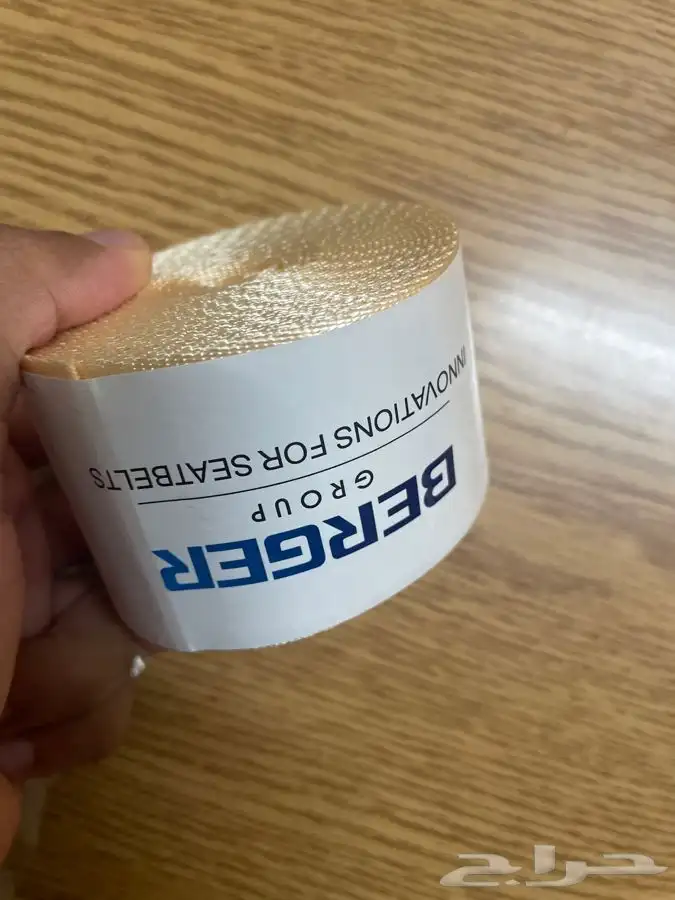 BERGER
GROUP
INNOVATIONS FOR SEATBELTS
حراج